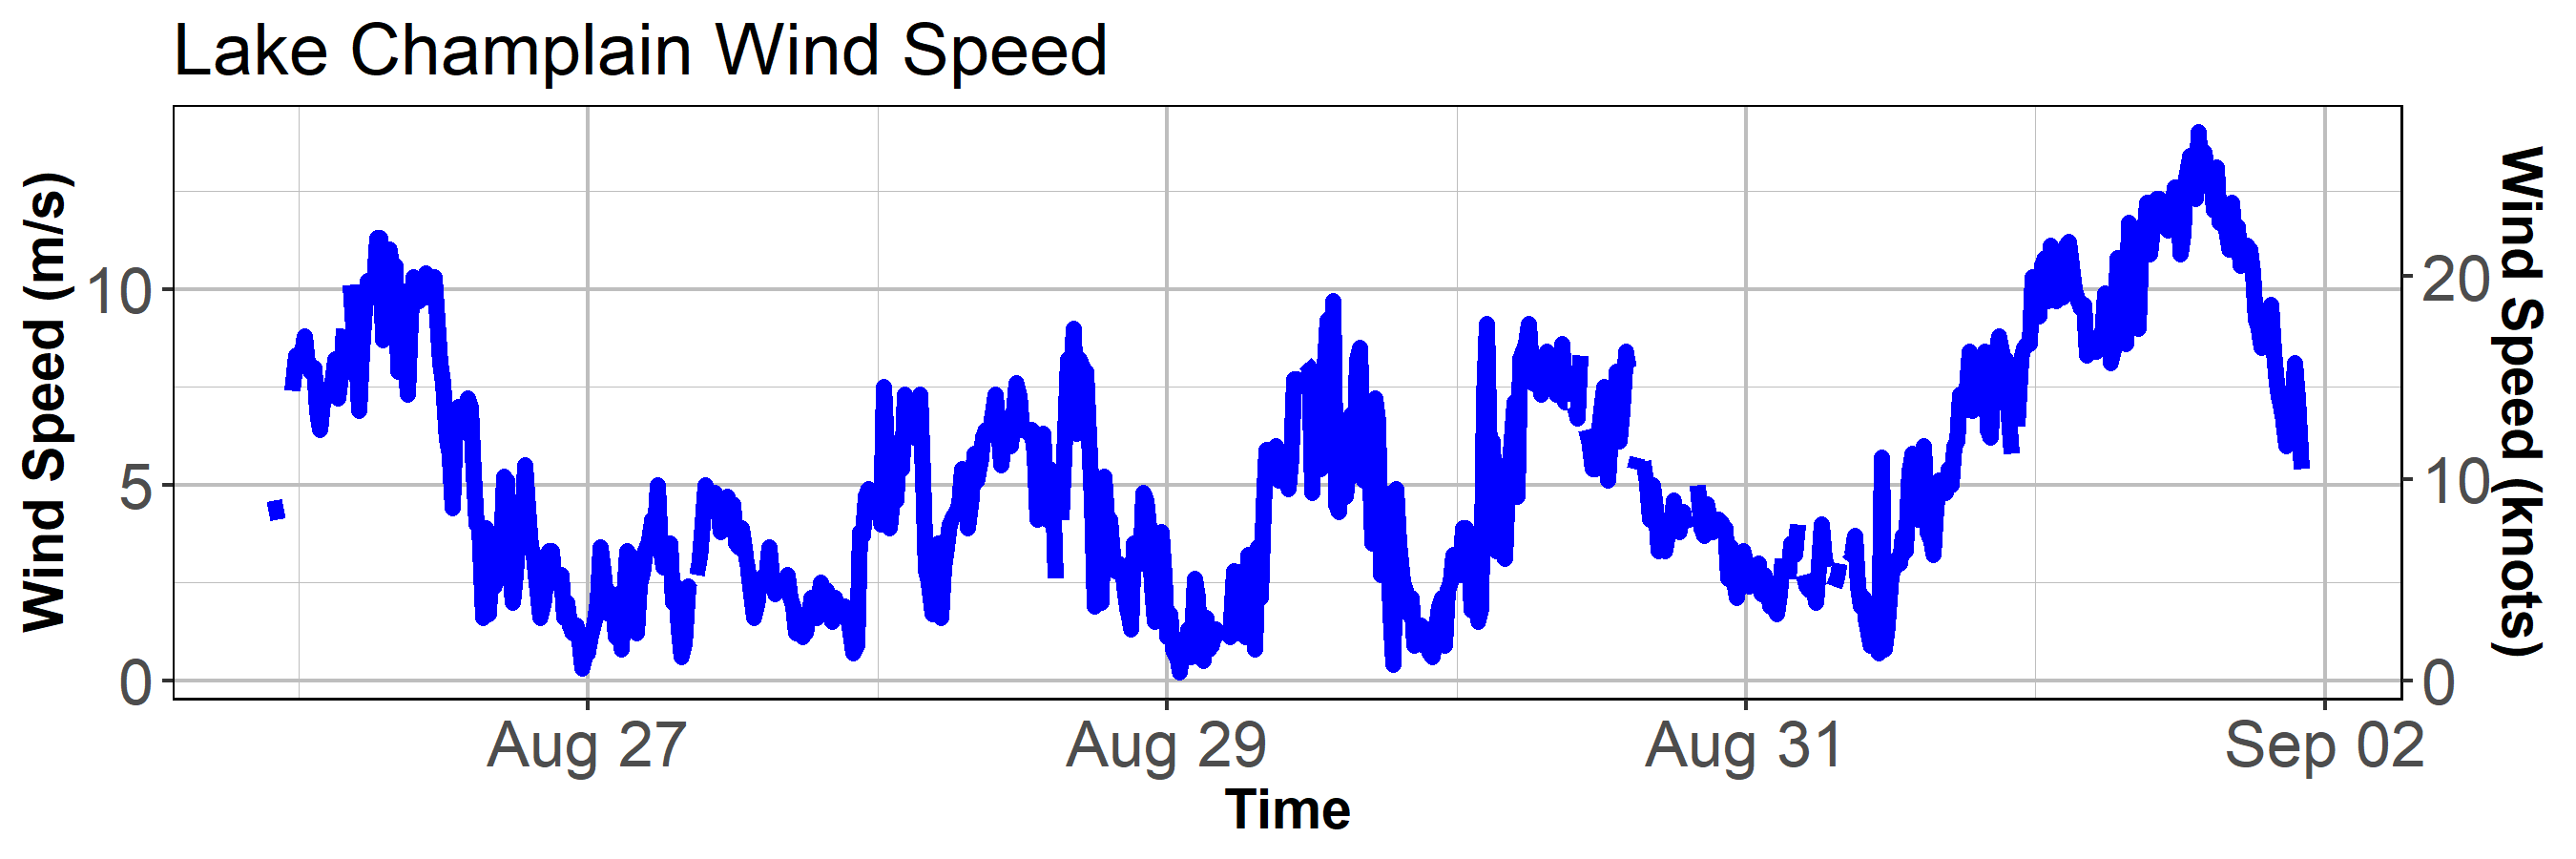 Lake Champlain Wind Speed
Wind Speed (m/s)
10
5
0
20
10
0
Wind Speed (knots)
Aug 27
Aug 29
Aug 31
Sep 02
Time